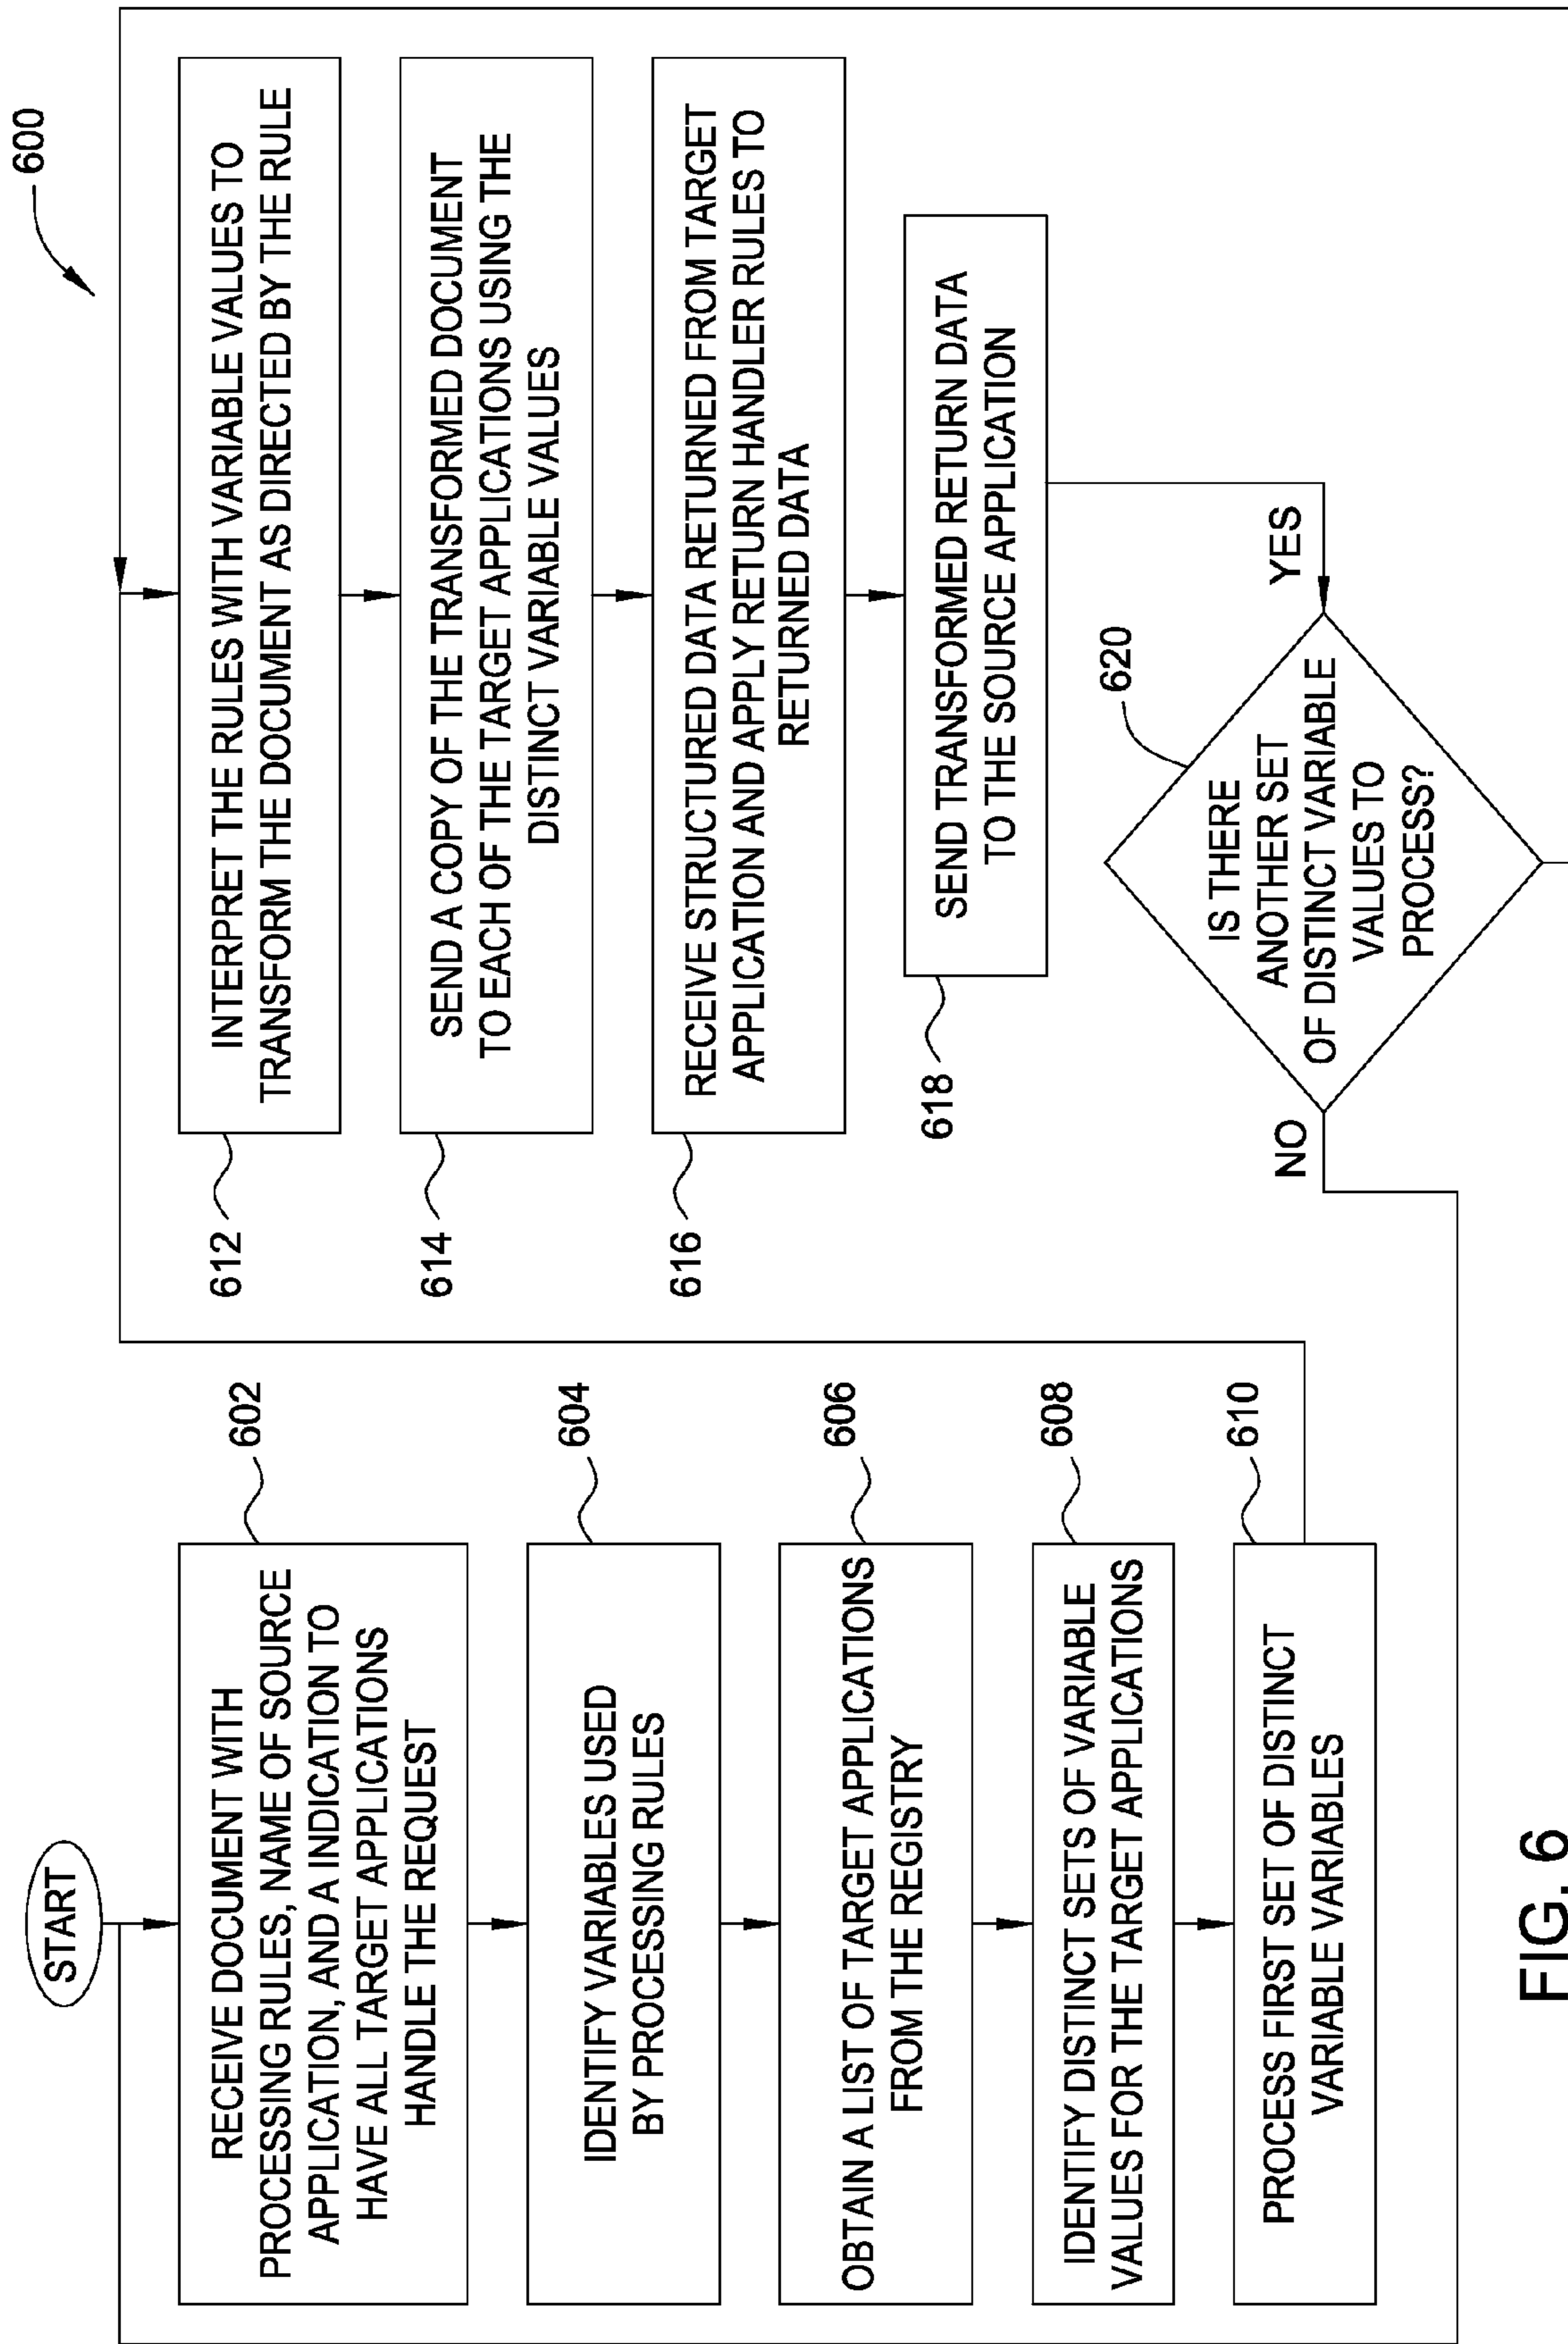 600
START
602
RECEIVE DOCUMENT WITH
PROCESSING RULES, NAME OF SOURCE
APPLICATION, AND A INDICATION TO
HAVE ALL TARGET APPLICATIONS
HANDLE THE REQUEST
604
IDENTIFY VARIABLES USED
BY PROCESSING RULES
606
OBTAIN A LIST OF TARGET APPLICATIONS
FROM THE REGISTRY
608
IDENTIFY DISTINCT SETS OF VARIABLE
VALUES FOR THE TARGET APPLICATIONS
610
PROCESS FIRST SET OF DISTINCT
VARIABLE VARIABLES
612
INTERPRET THE RULES WITH VARIABLE VALUES TO
TRANSFORM THE DOCUMENT AS DIRECTED BY THE RULE
614
SEND A COPY OF THE TRANSFORMED DOCUMENT
TO EACH OF THE TARGET APPLICATIONS USING THE
DISTINCT VARIABLE VALUES
616
RECEIVE STRUCTURED DATA RETURNED FROM TARGET
APPLICATION AND APPLY RETURN HANDLER RULES TO
RETURNED DATA
618
SEND TRANSFORMED RETURN DATA
TO THE SOURCE APPLICATION
620
IS THERE
ANOTHER SET
OF DISTINCT VARIABLE
VALUES TO
PROCESS?
NO
YES
FIG. 6